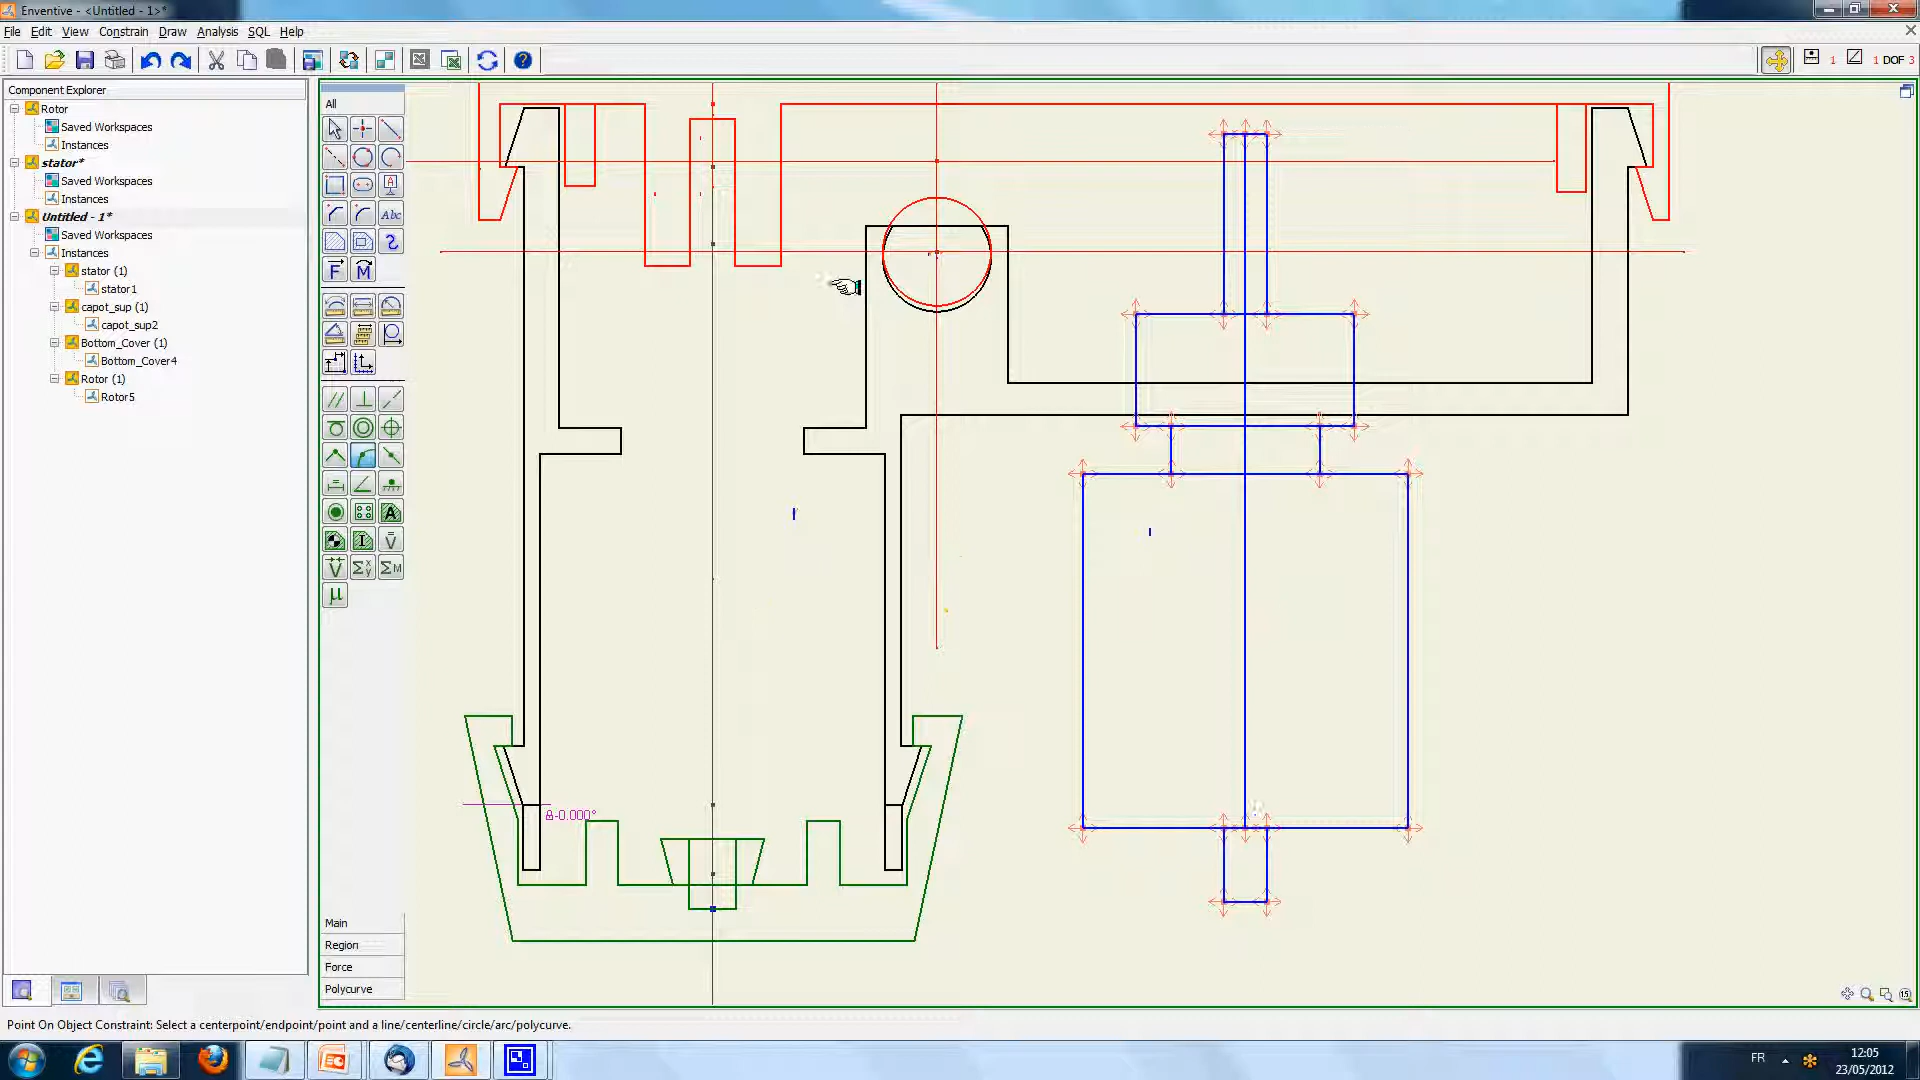 Enventive - <Untitled - 1>*
File Edit View Constrain Draw Analysis SQL Help
1 1 DOF 3
Component Explorer
Rotor
Saved Workspaces
Instances
stator*
Saved Workspaces
Instances
Untitled - 1*
Saved Workspaces
Instances
stator (1)
stator1
capot_sup (1)
capot_sup2
Bottom_Cover (1)
Bottom_Cover4
Rotor (1)
Rotor5
All
A
Abc
F M
A
I V
V Σxy ΣM
μ
-0.000°
Main
Region
Force
Polycurve
Point On Object Constraint: Select a centerpoint/endpoint/point and a line/centerline/circle/arc/polycurve.
FR
12:05
23/05/2012